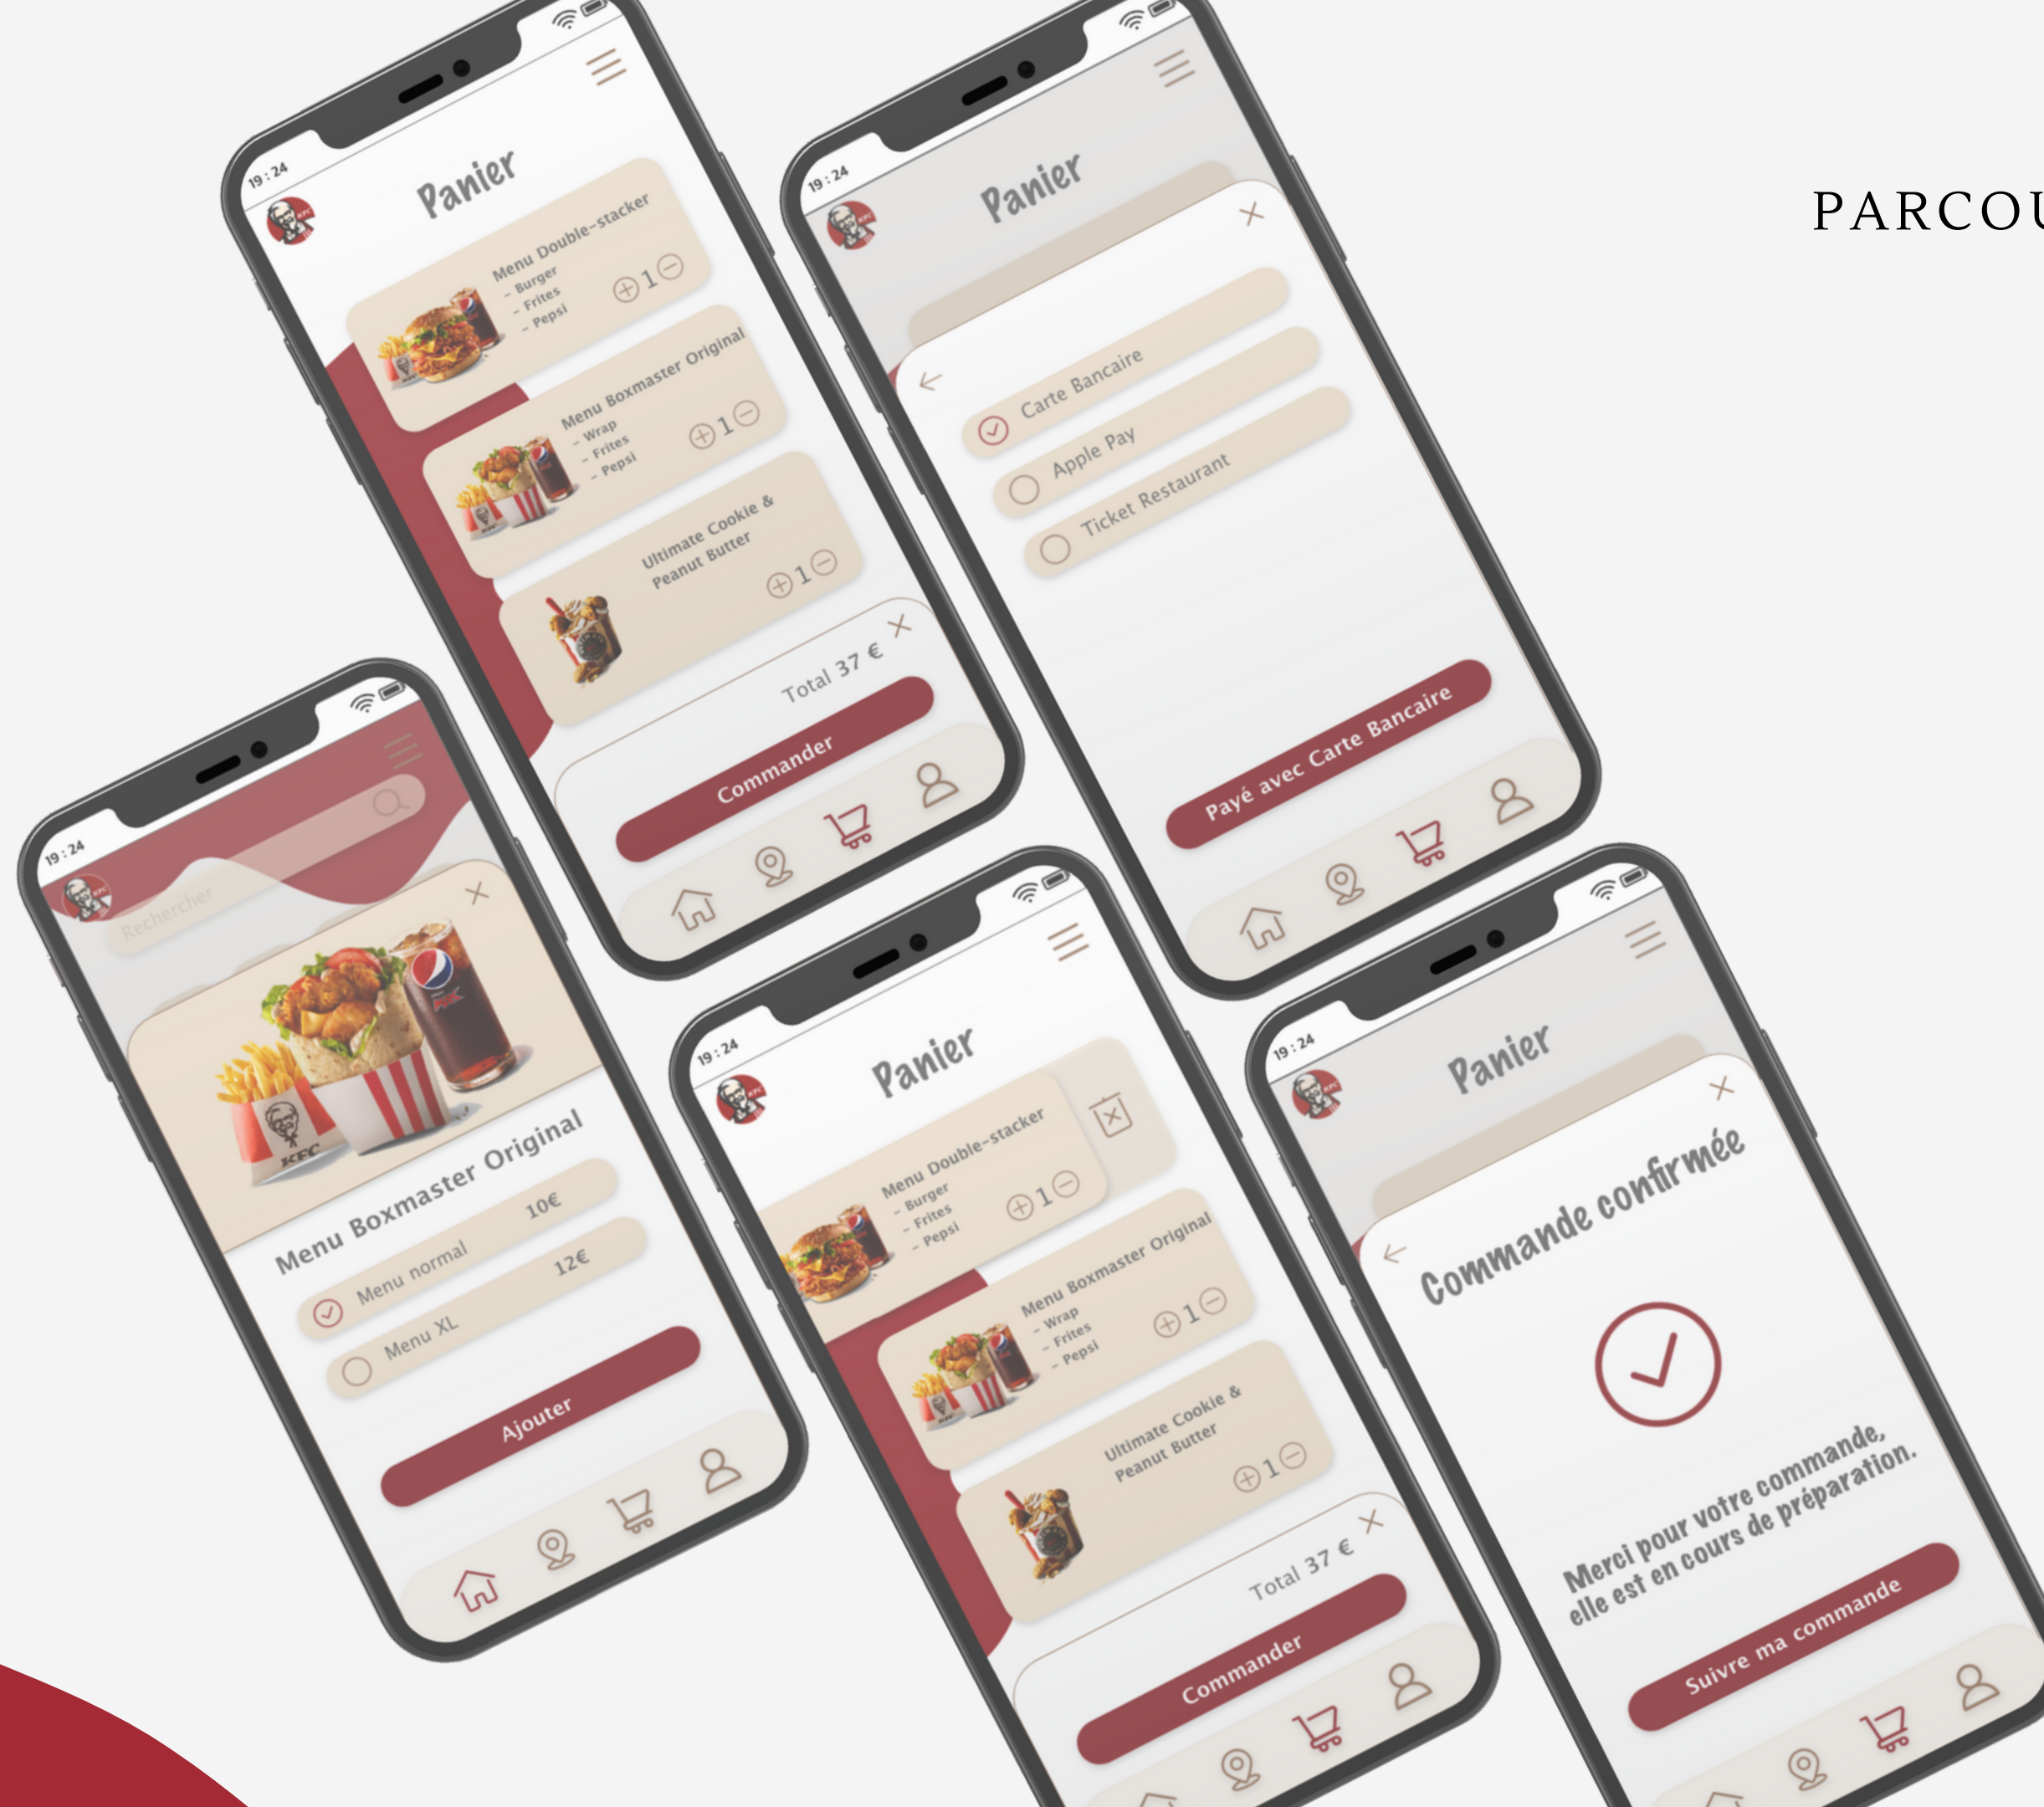 19:24
Panier
Menu Double-stacker
- Burger
- Frites
- Pepsi
1
Menu Boxmaster Original
- Wrap
- Frites
- Pepsi
1
Ultimate Cookie &
Peanut Butter
1
Total 37 €
Commander
19:24
Panier
Carte Bancaire
Apple Pay
Ticket Restaurant
Payé avec Carte Bancaire
PARCOU
19:24
Rechercher
KFC
Menu Boxmaster Original
Menu normal 10€
Menu XL 12€
Ajouter
19:24
Panier
Menu Double-stacker
- Burger
- Frites
- Pepsi
1
Menu Boxmaster Original
- Wrap
- Frites
- Pepsi
1
Ultimate Cookie &
Peanut Butter
1
Total 37 €
Commander
19:24
Panier
Commande confirmée
Merci pour votre commande,
elle est en cours de préparation.
Suivre ma commande